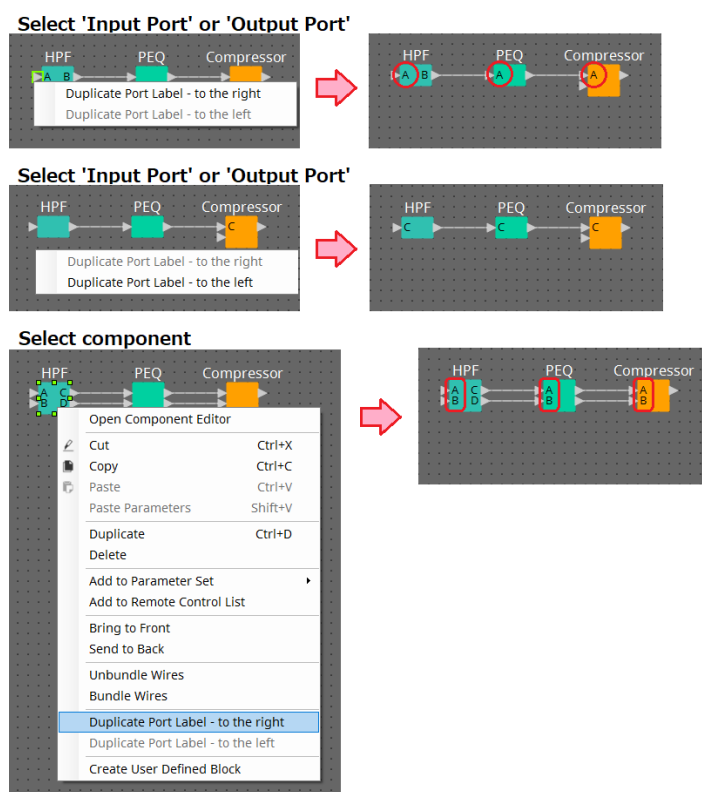 Select 'Input Port' or 'Output Port'
HPF PEQ Compressor
A B
Duplicate Port Label - to the right
Duplicate Port Label - to the left
HPF PEQ Compressor
A B A A
Select 'Input Port' or 'Output Port'
HPF PEQ Compressor
C
Duplicate Port Label - to the right
Duplicate Port Label - to the left
HPF PEQ Compressor
C C C
Select component
HPF PEQ Compressor
A C
B D
Open Component Editor
Cut Ctrl+X
Copy Ctrl+C
Paste Ctrl+V
Paste Parameters Shift+V
Duplicate Ctrl+D
Delete
Add to Parameter Set
Add to Remote Control List
Bring to Front
Send to Back
Unbundle Wires
Bundle Wires
Duplicate Port Label - to the right
Duplicate Port Label - to the left
Create User Defined Block
HPF PEQ Compressor
A C A A
B D B B